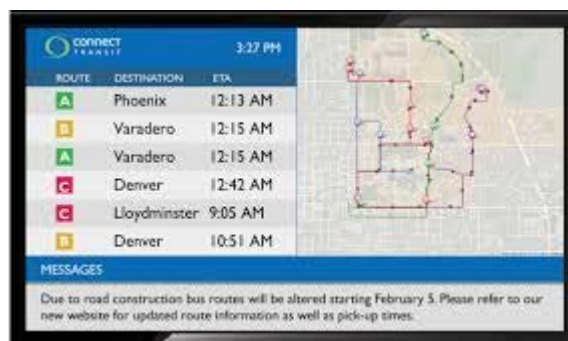 connect
TRANSIT
3:27 PM
ROUTE DESTINATION ETA
A Phoenix 12:13 AM
B Varadero 12:15 AM
A Varadero 12:15 AM
C Denver 12:42 AM
C Lloydminster 9:05 AM
B Denver 10:51 AM
MESSAGES
Due to road construction bus routes will be altered starting February 5. Please refer to our
new website for updated route information as well as pick-up times.